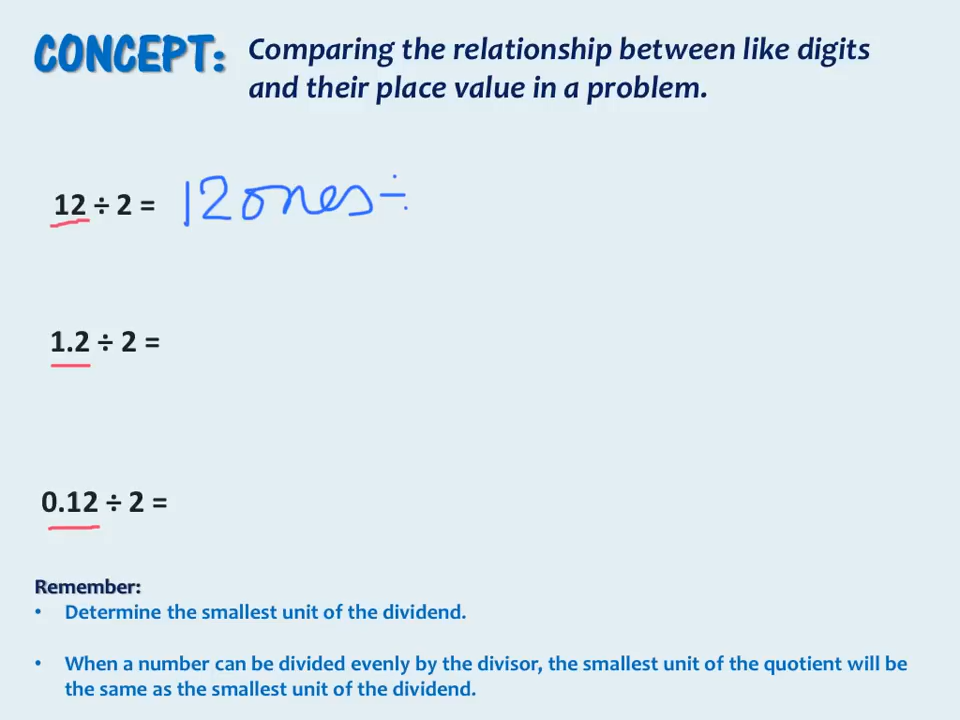 CONCEPT: Comparing the relationship between like digits
and their place value in a problem.
12 ÷ 2 = 12 ones ÷
1.2 ÷ 2 =
0.12 ÷ 2 =
Remember:
• Determine the smallest unit of the dividend.
• When a number can be divided evenly by the divisor, the smallest unit of the quotient will be
the same as the smallest unit of the dividend.